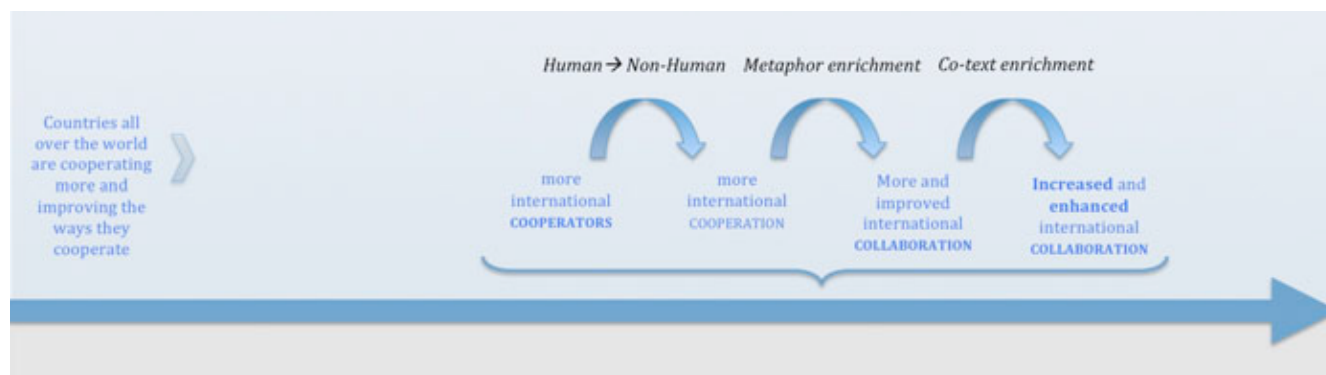 Human → Non-Human Metaphor enrichment Co-text enrichment
Countries all
over the world
are cooperating
more and
improving the
ways they
cooperate
more
international
COOPERATORS
more
international
COOPERATION
More and
improved
international
COLLABORATION
Increased and
enhanced
international
COLLABORATION